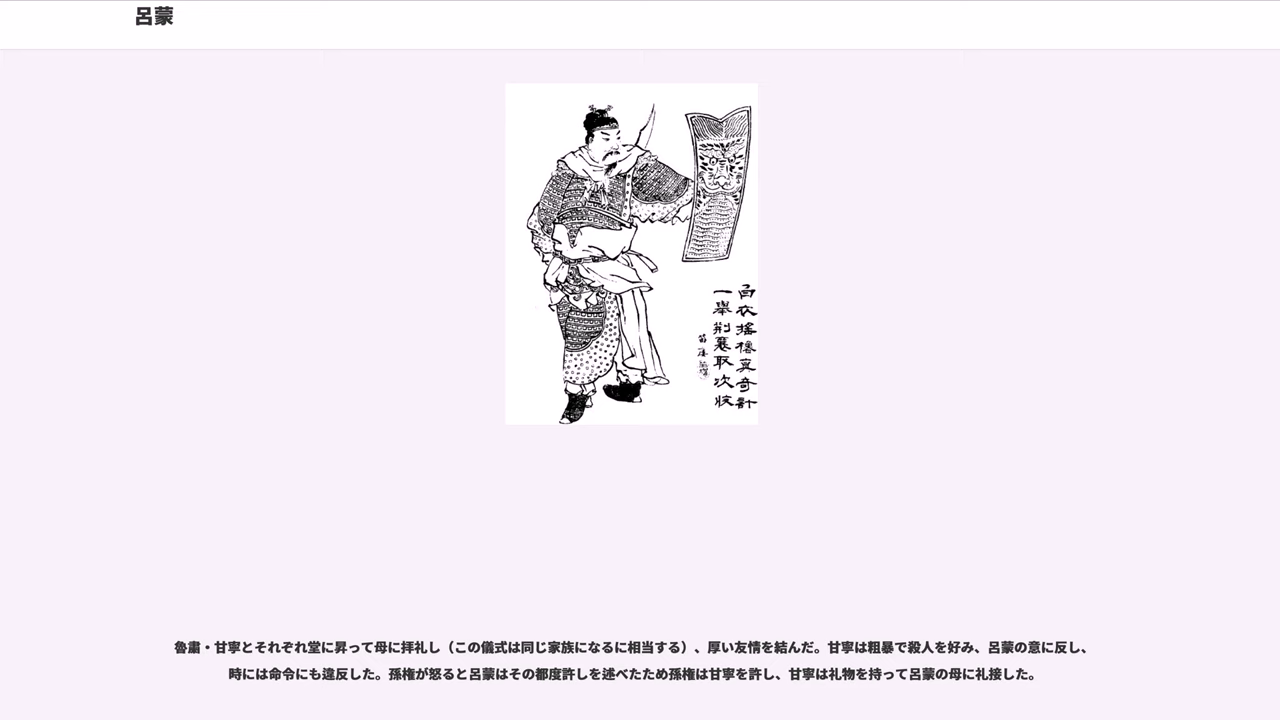 呂蒙
白衣搖櫓真奇計
一舉荊襄取次收
魯粛・甘寧とそれぞれ堂に昇って母に拝礼し（この儀式は同じ家族になるに相当する）、厚い友情を結んだ。甘寧は粗暴で殺人を好み、呂蒙の意に反し、
時には命令にも違反した。孫権が怒ると呂蒙はその都度許しを述べたため孫権は甘寧を許し、甘寧は礼物を持って呂蒙の母に礼接した。